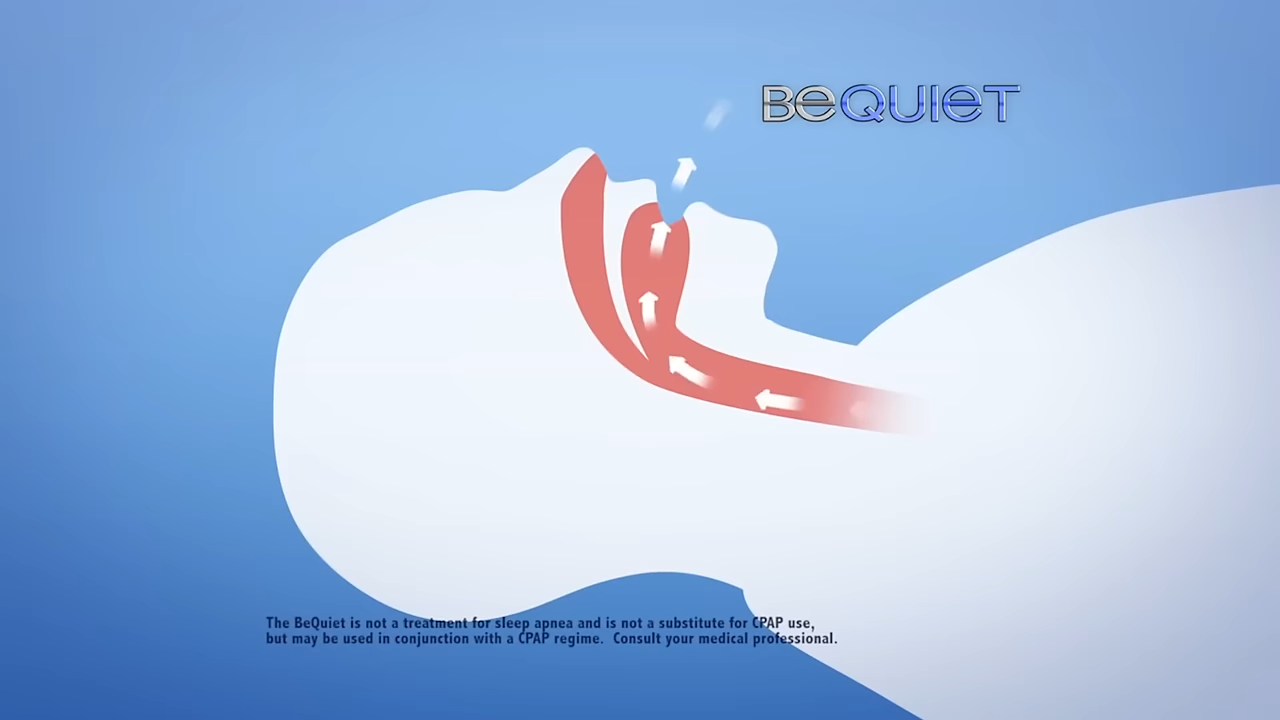 BeQuiet
The BeQuiet is not a treatment for sleep apnea and is not a substitute for CPAP use,
but may be used in conjunction with a CPAP regime.  Consult your medical professional.